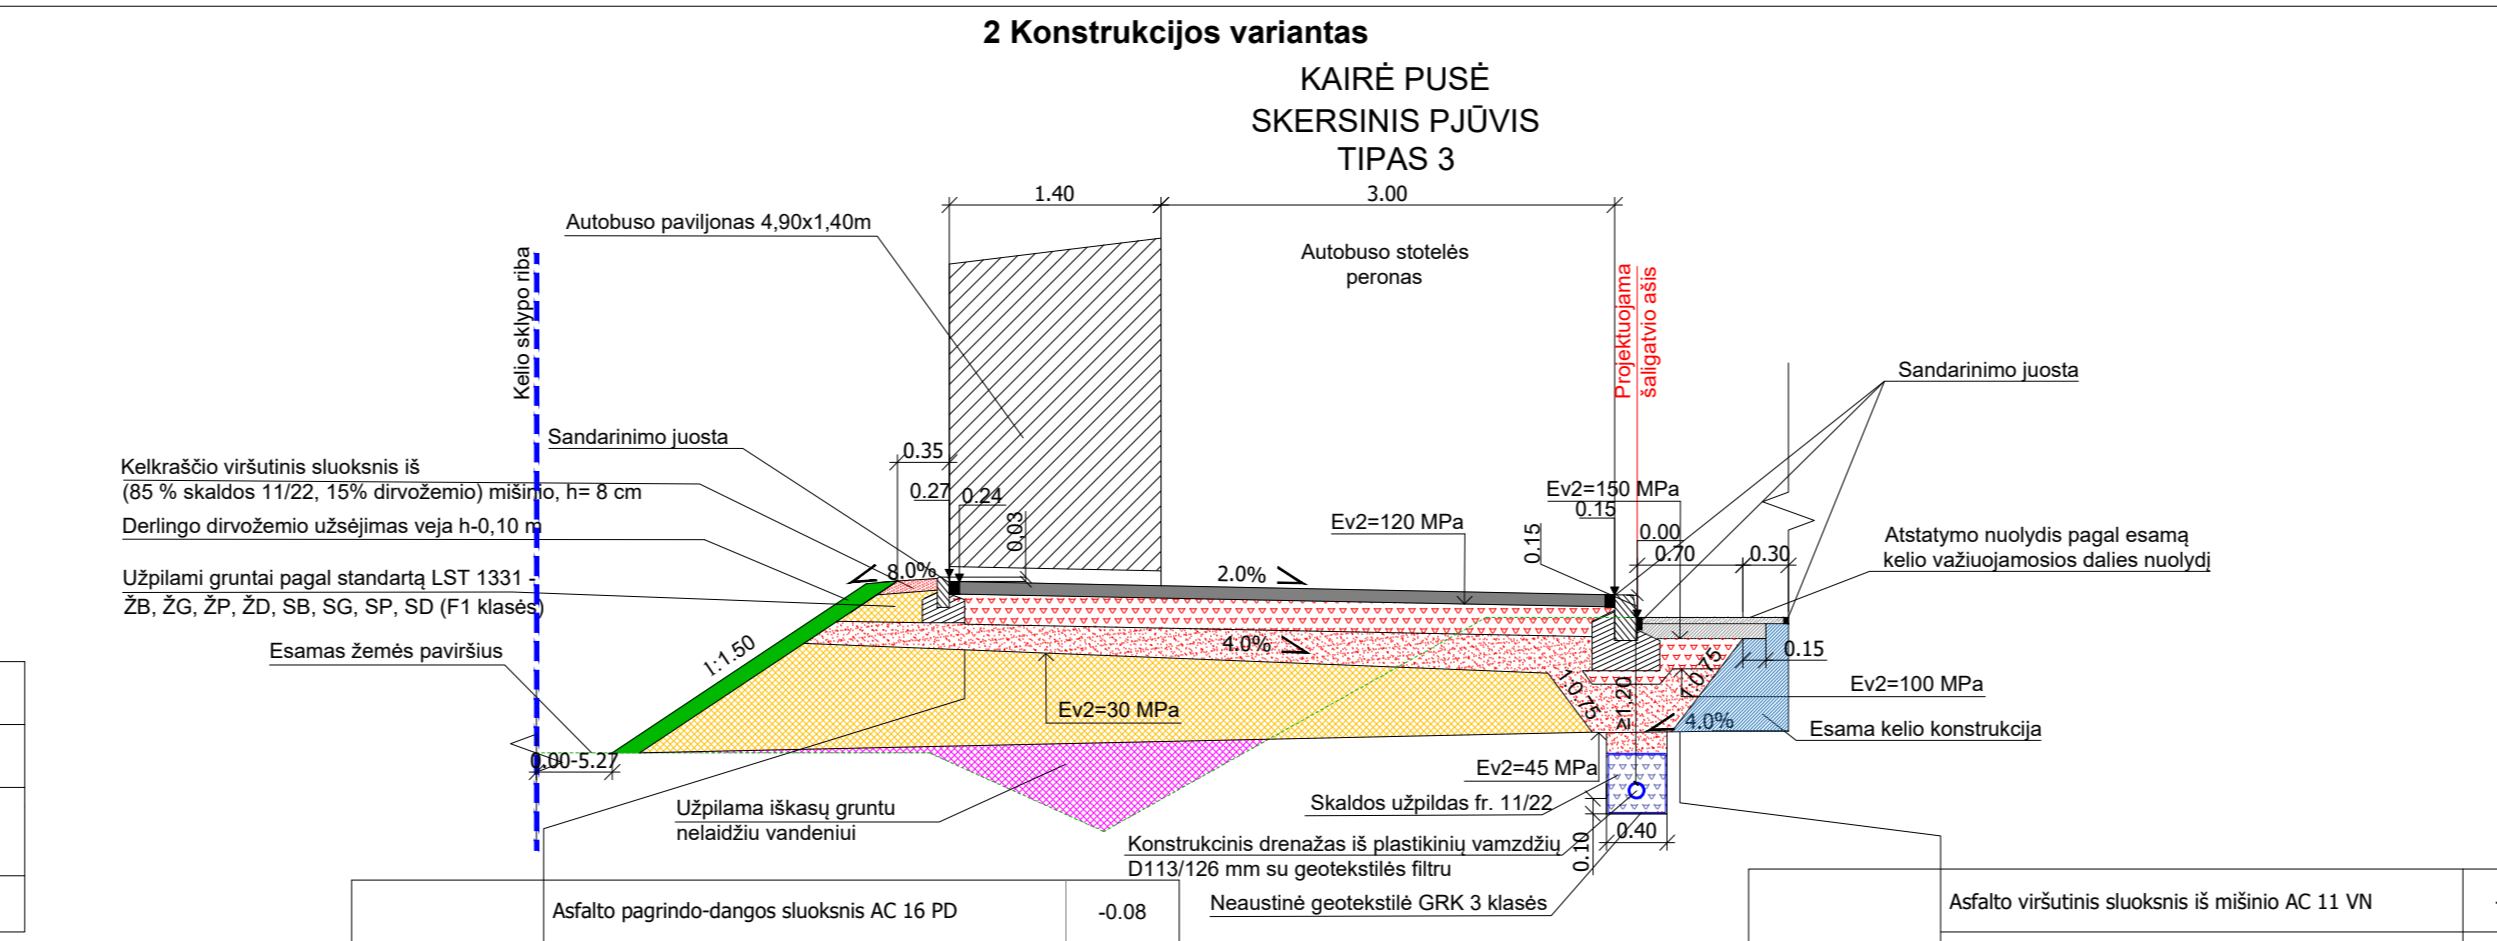 2 Konstrukcijos variantas
KAIRĖ PUSĖ
SKERSINIS PJŪVIS
TIPAS 3
1.40
3.00
Autobuso paviljonas 4,90x1,40m
Autobuso stotelės
peronas
Kelio sklypo riba
Projektuojama
šaligatvio ašis
Sandarinimo juosta
Sandarinimo juosta
0.35
Kelkraščio viršutinis sluoksnis iš
(85 % skaldos 11/22, 15% dirvožemio) mišinio, h= 8 cm
0.27
0.24
0,03
Ev2=150 MPa
0.15
Ev2=120 MPa
0.15
0.00
Derlingo dirvožemio užsėjimas veja h-0,10 m
Atstatymo nuolydis pagal esamą
kelio važiuojamosios dalies nuolydį
0.70
0.30
8.0%
2.0%
Užpilami gruntai pagal standartą LST 1331 -
ŽB, ŽG, ŽP, ŽD, SB, SG, SP, SD (F1 klasės)
1:1.50
4.0%
Esamas žemės paviršius
0.15
1:0.75
≥1,20
1:0.75
Ev2=100 MPa
Ev2=30 MPa
4.0%
Esama kelio konstrukcija
0.00-5.27
Ev2=45 MPa
Užpilama iškasų gruntu
nelaidžiu vandeniui
Skaldos užpildas fr. 11/22
0.10
0.40
Konstrukcinis drenažas iš plastikinių vamzdžių
D113/126 mm su geotekstilės filtru
Neaustinė geotekstilė GRK 3 klasės
Asfalto pagrindo-dangos sluoksnis AC 16 PD
-0.08
Asfalto viršutinis sluoksnis iš mišinio AC 11 VN